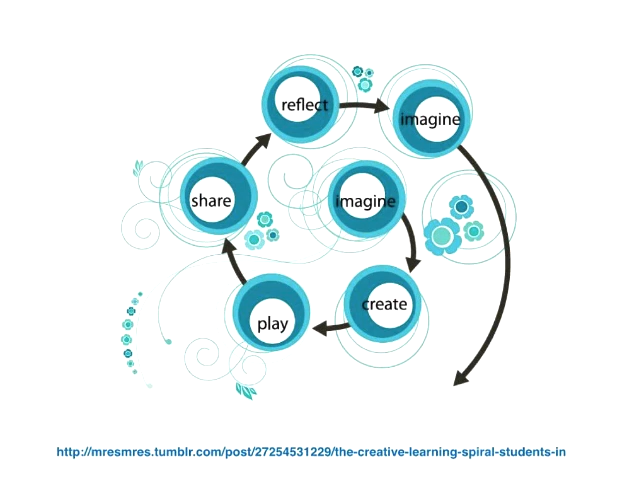 reflect
imagine
share
imagine
create
play
http://mresmres.tumblr.com/post/27254531229/the-creative-learning-spiral-students-in